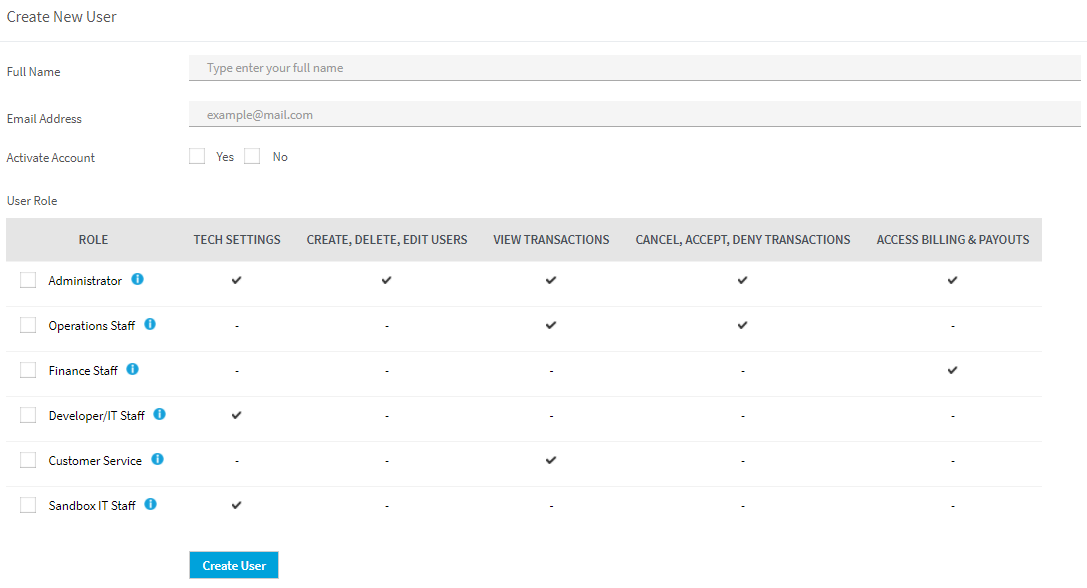 Create New User
Full Name Type enter your full name
Email Address example@mail.com
Activate Account Yes No
User Role
ROLE TECH SETTINGS CREATE, DELETE, EDIT USERS VIEW TRANSACTIONS CANCEL, ACCEPT, DENY TRANSACTIONS ACCESS BILLING & PAYOUTS
Administrator i ✓ ✓ ✓ ✓ ✓
Operations Staff i - - ✓ ✓ -
Finance Staff i - - - - ✓
Developer/IT Staff i ✓ - - - -
Customer Service i - - ✓ - -
Sandbox IT Staff i ✓ - - - -
Create User